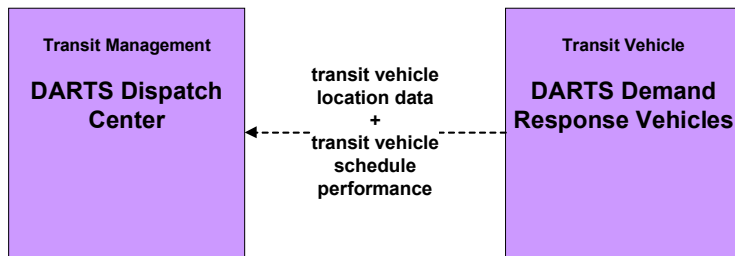 Transit Management
DARTS Dispatch
Center
transit vehicle
location data
+
transit vehicle
schedule
performance
Transit Vehicle
DARTS Demand
Response Vehicles